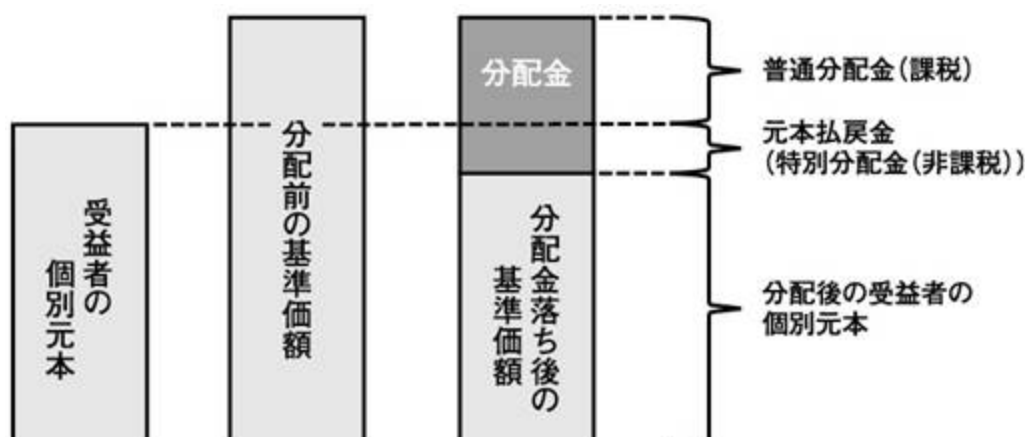 受益者の
個別元本
分配前の基準価額
分配金
分配金落ち後の
基準価額
普通分配金(課税)
元本払戻金
(特別分配金(非課税))
分配後の受益者の
個別元本